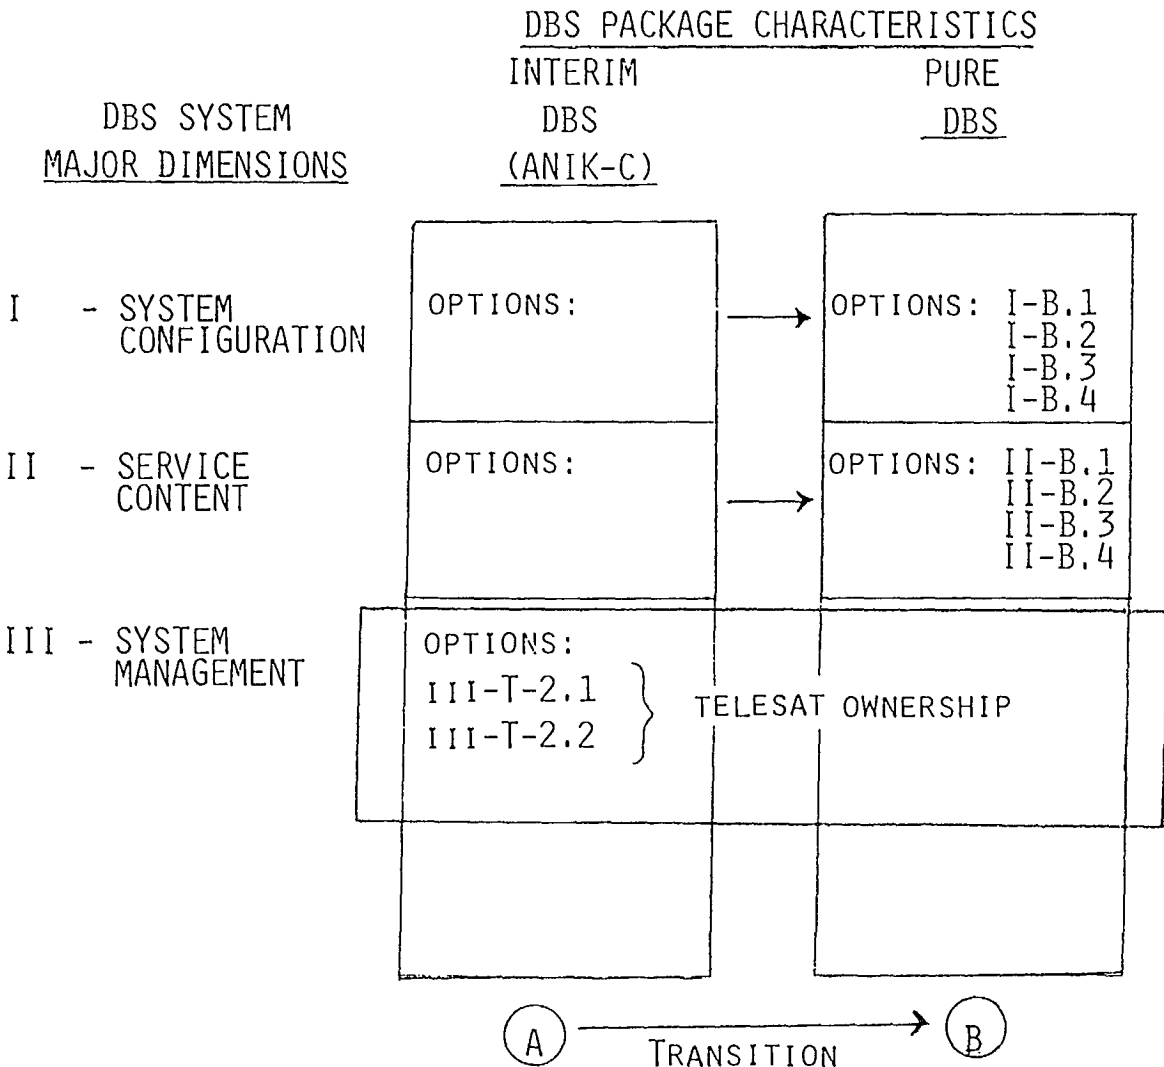 DBS PACKAGE CHARACTERISTICS
INTERIM PURE
DBS SYSTEM DBS DBS
MAJOR DIMENSIONS (ANIK-C)
I - SYSTEM OPTIONS: OPTIONS: I-B.1
CONFIGURATION I-B.2
I-B.3
I-B.4
II - SERVICE OPTIONS: OPTIONS: II-B.1
CONTENT II-B.2
II-B.3
II-B.4
III - SYSTEM OPTIONS:
MANAGEMENT III-T-2.1 TELESAT OWNERSHIP
III-T-2.2
A B
TRANSITION